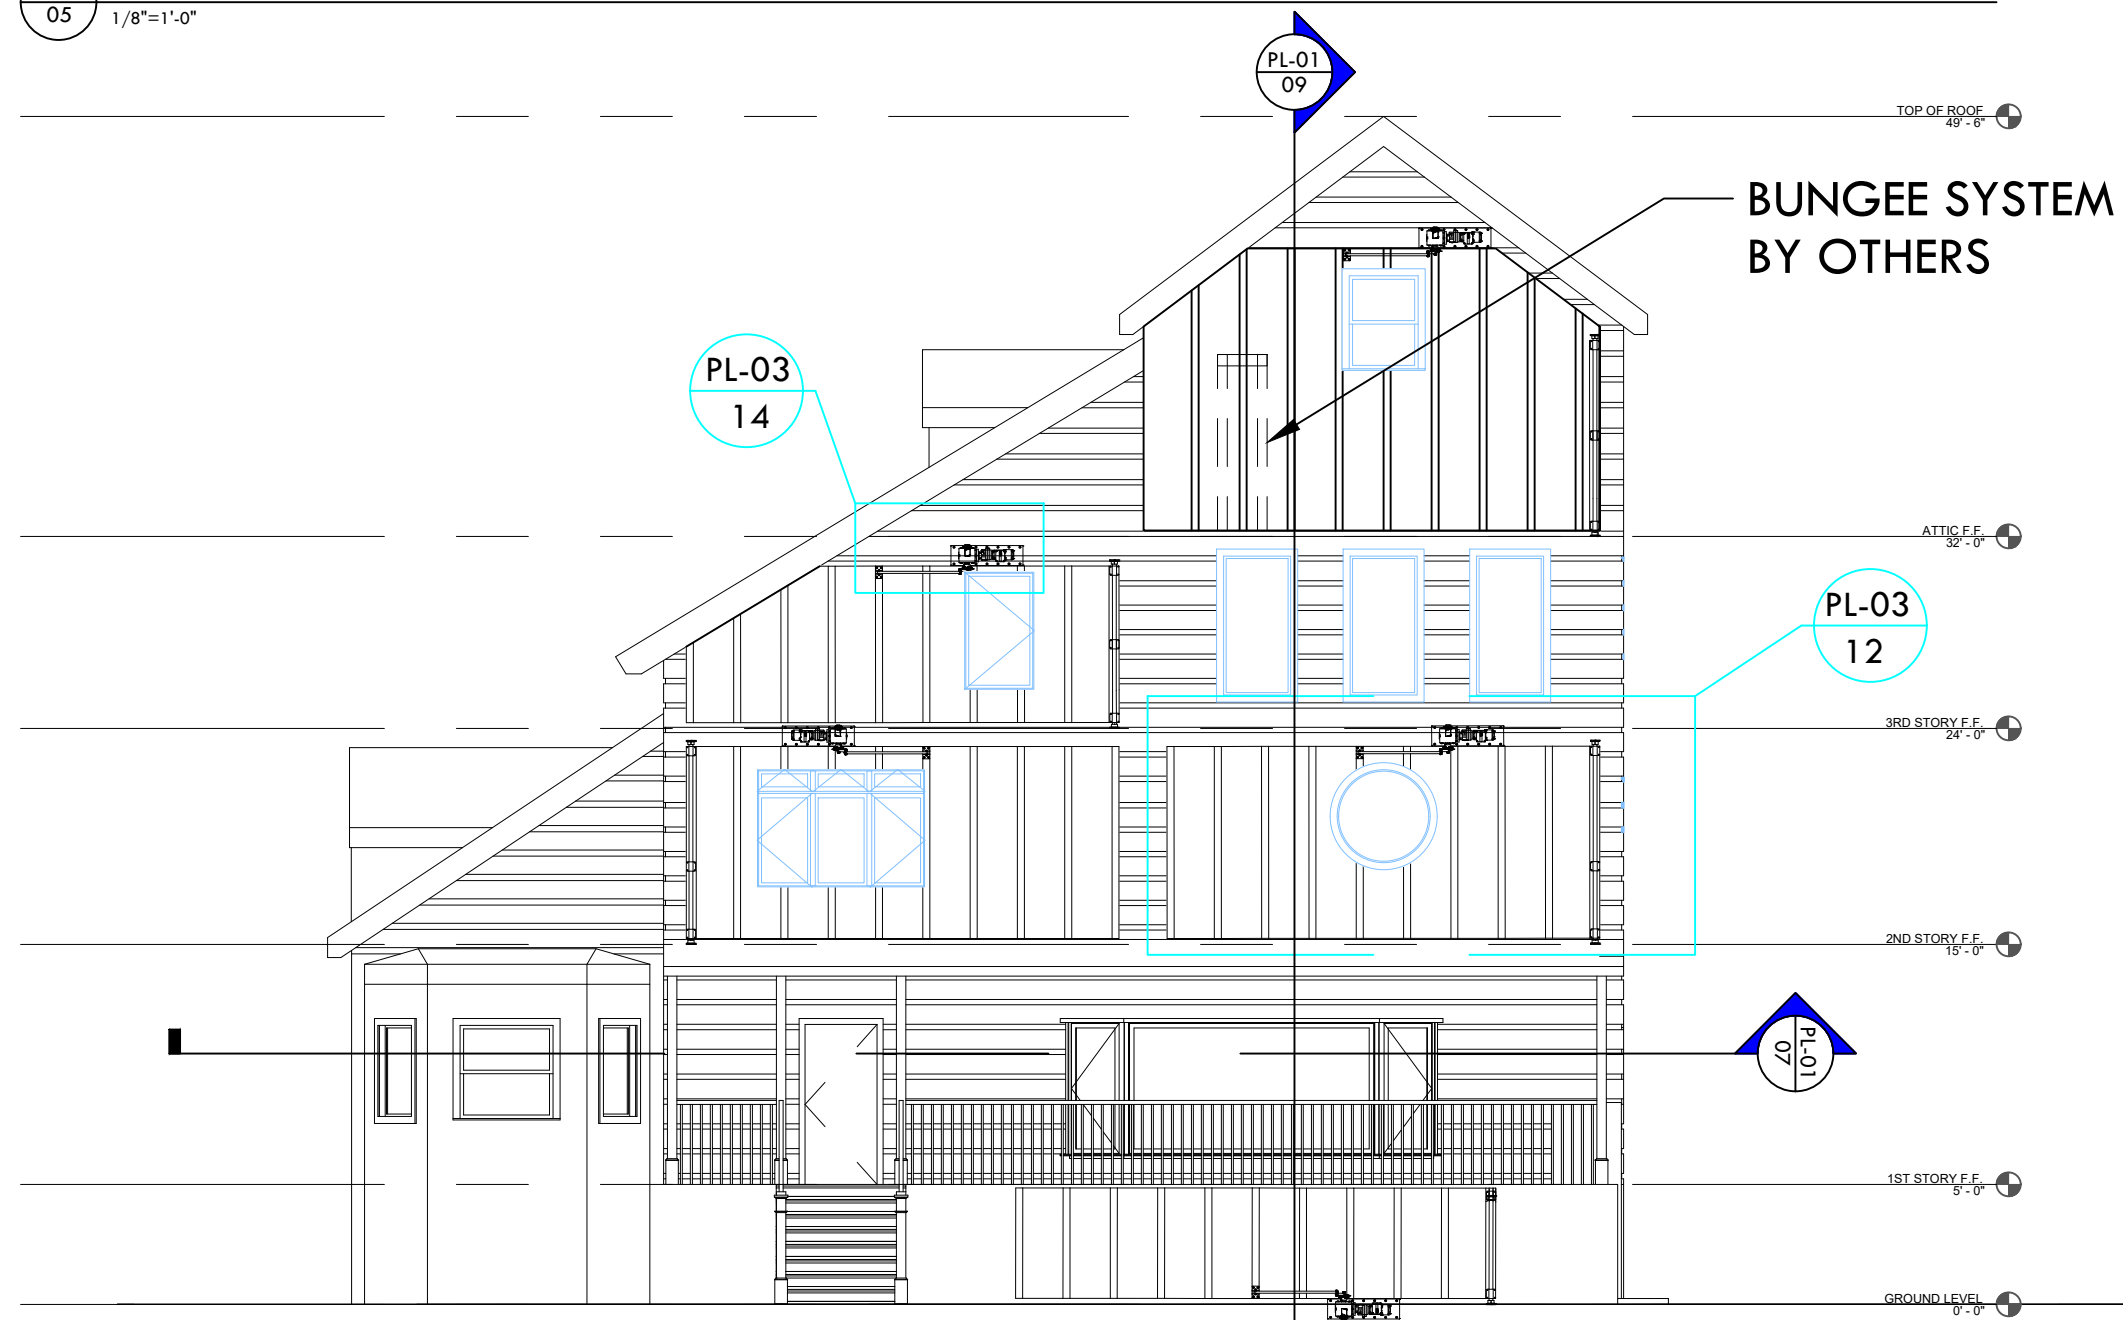 05
1/8"=1'-0"
PL-01
09
TOP OF ROOF
49' - 6"
BUNGEE SYSTEM
BY OTHERS
PL-03
14
ATTIC F.F.
32' - 0"
PL-03
12
3RD STORY F.F.
24' - 0"
2ND STORY F.F.
15' - 0"
PL-01
07
1ST STORY F.F.
5' - 0"
GROUND LEVEL
0' - 0"